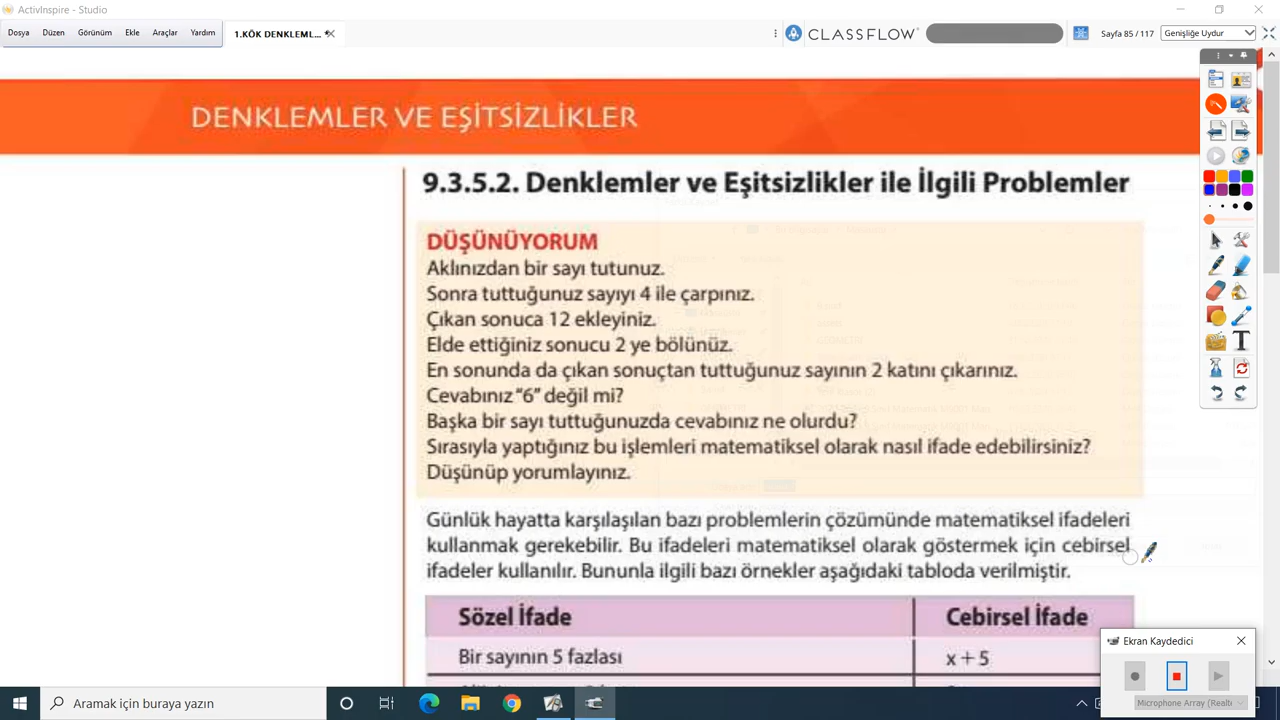 ActivInspire - Studio
Dosya Düzen Görünüm Ekle Araçlar Yardım
1.KÖK DENKLEML...
CLASSFLOW
Sayfa 85 / 117
Genişliğe Uydur
DENKLEMLER VE EŞİTSİZLİKLER
9.3.5.2. Denklemler ve Eşitsizlikler ile İlgili Problemler
DÜŞÜNÜYORUM
Aklınızdan bir sayı tutunuz.
Sonra tuttuğunuz sayıyı 4 ile çarpınız.
Çıkan sonuca 12 ekleyiniz.
Elde ettiğiniz sonucu 2 ye bölünüz.
En sonunda da çıkan sonuçtan tuttuğunuz sayının 2 katını çıkarınız.
Cevabınız “6” değil mi?
Başka bir sayı tuttuğunuzda cevabınız ne olurdu?
Sırasıyla yaptığınız bu işlemleri matematiksel olarak nasıl ifade edebilirsiniz?
Düşünüp yorumlayınız.
Günlük hayatta karşılaşılan bazı problemlerin çözümünde matematiksel ifadeleri
kullanmak gerekebilir. Bu ifadeleri matematiksel olarak göstermek için cebirsel
ifadeler kullanılır. Bununla ilgili bazı örnekler aşağıdaki tabloda verilmiştir.
Sözel İfade Cebirsel İfade
Bir sayının 5 fazlası x + 5
Ekran Kaydedici
Microphone Array (Realt
Aramak için buraya yazın